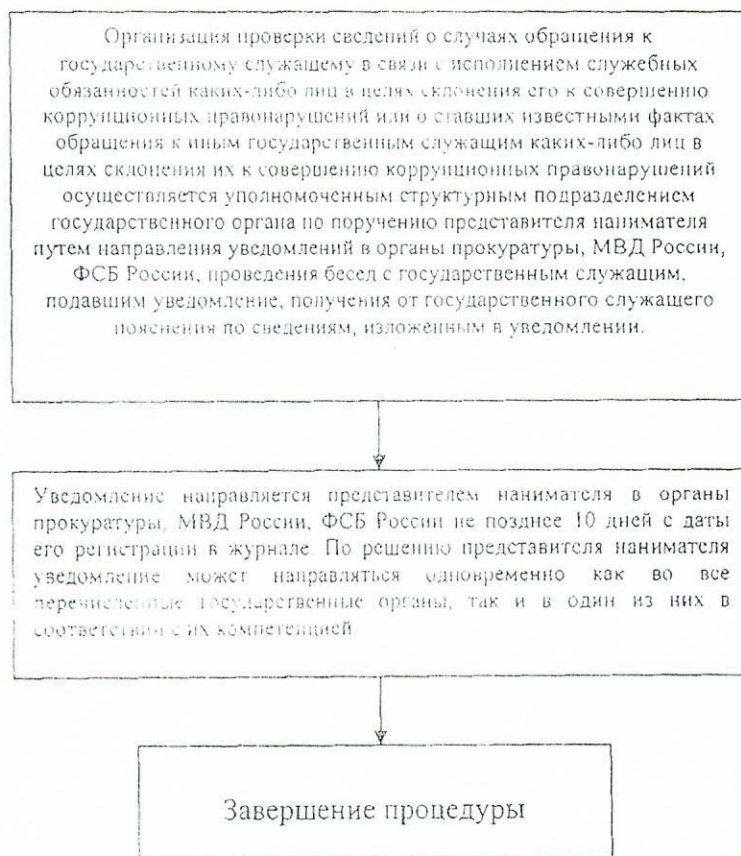 Организация проверки сведений о случаях обращения к
государственному служащему в связи с исполнением служебных
обязанностей каких-либо лиц в целях склонения его к совершению
коррупционных правонарушений или о ставших известными фактах
обращения к иным государственным служащим каких-либо лиц в
целях склонения их к совершению коррупционных правонарушений
осуществляется уполномоченным структурным подразделением
государственного органа по поручению представителя нанимателя
путем направления уведомлений в органы прокуратуры, МВД России,
ФСБ России, проведения бесед с государственным служащим,
подавшим уведомление, получения от государственного служащего
пояснения по сведениям, изложенным в уведомлении.
Уведомление направляется представителем нанимателя в органы
прокуратуры, МВД России, ФСБ России не позднее 10 дней с даты
его регистрации в журнале. По решению представителя нанимателя
уведомление может направляться одновременно как во все
перечисленные государственные органы, так и в один из них в
соответствии с их компетенцией
Завершение процедуры